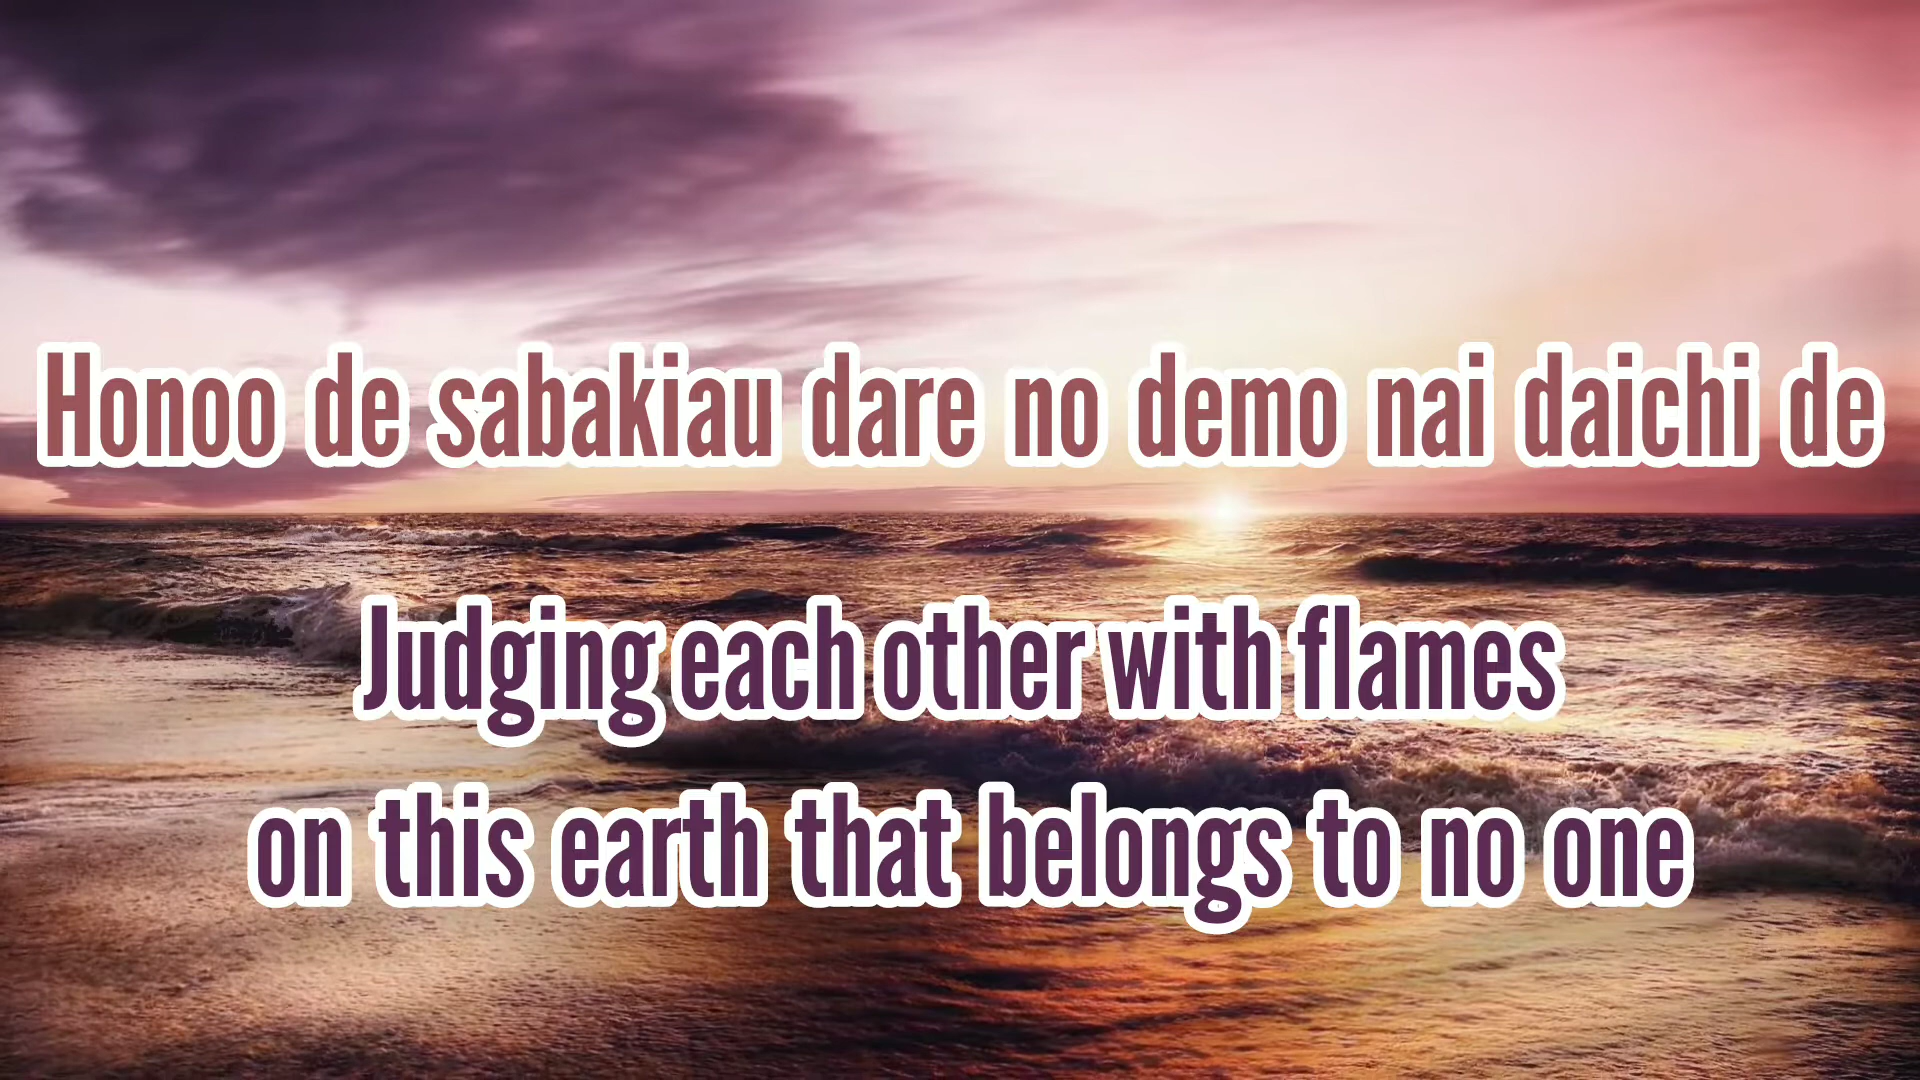 Honoo de sabakiau dare no demo nai daichi de
Judging each other with flames
on this earth that belongs to no one